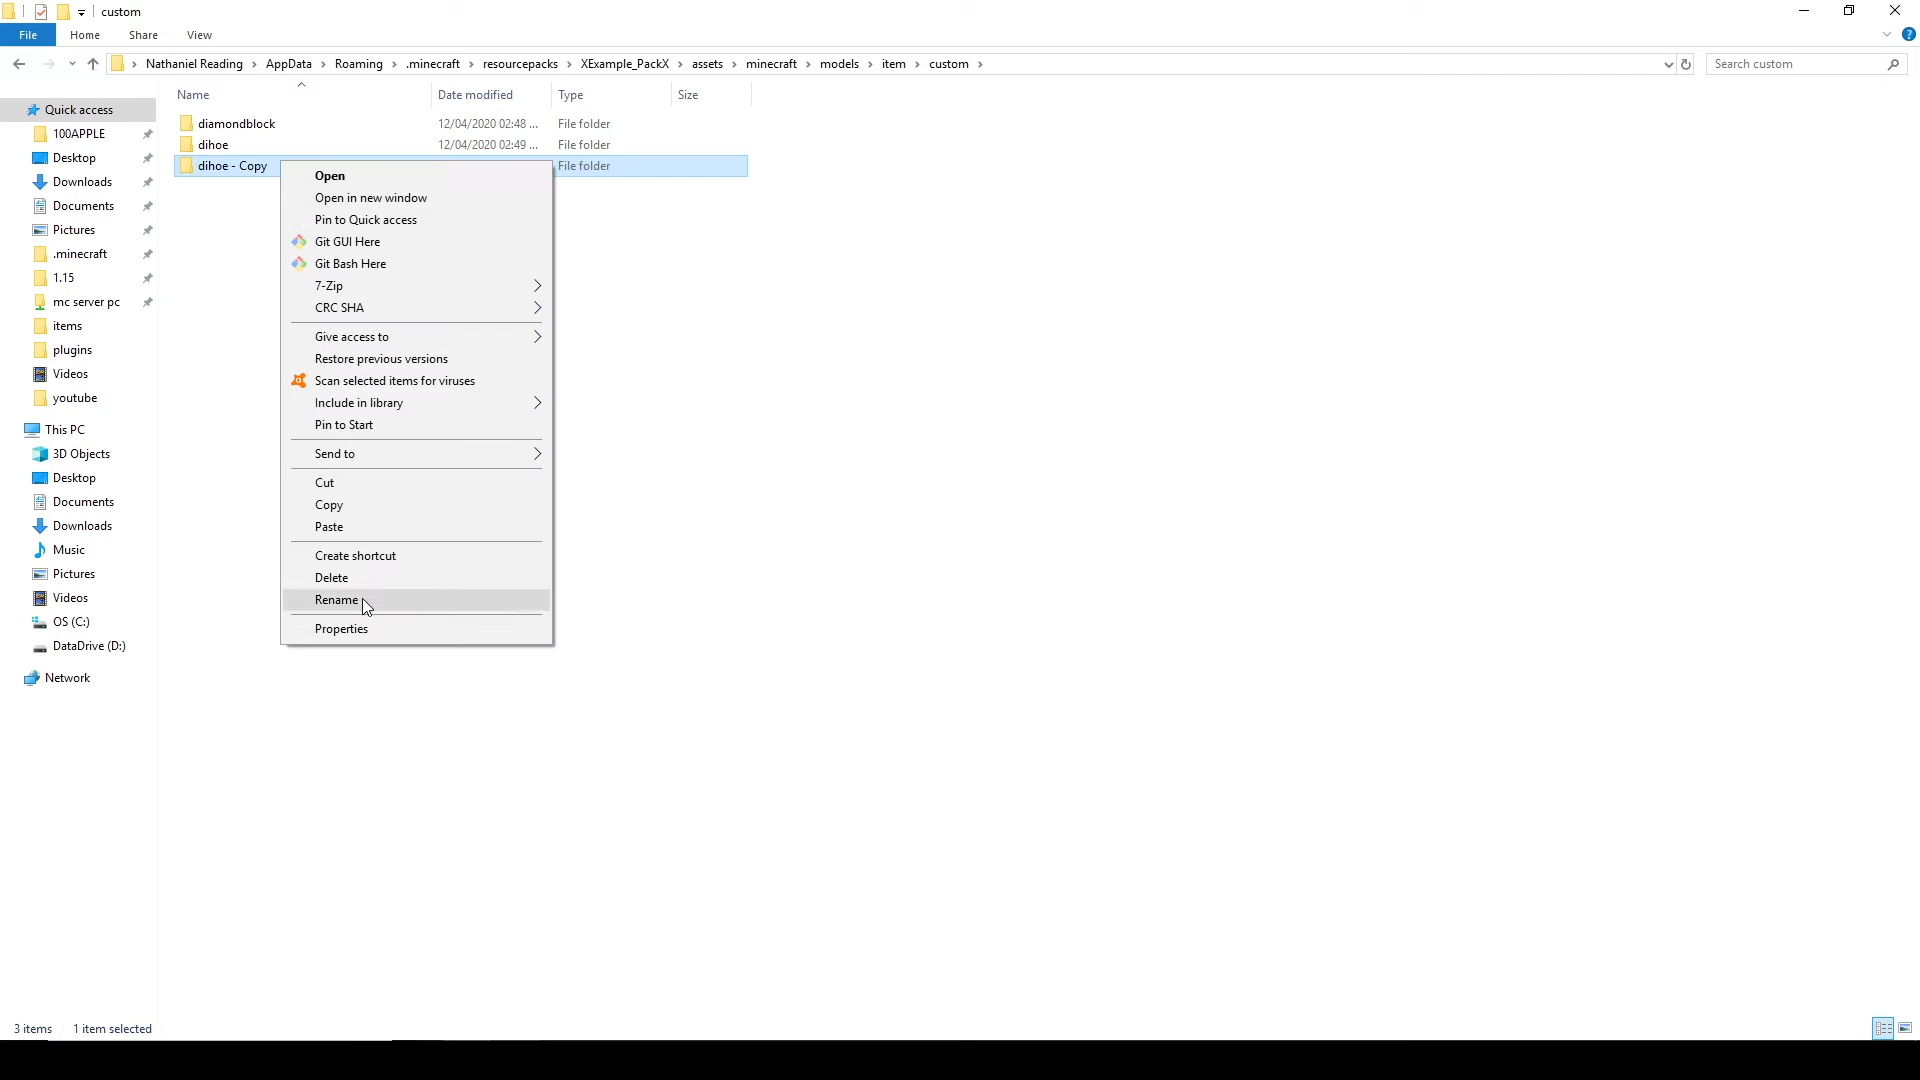 custom
File Home Share View
Nathaniel Reading AppData Roaming .minecraft resourcepacks XExample_PackX assets minecraft models item custom
Search custom
Name Date modified Type Size
Quick access
100APPLE
Desktop
Downloads
Documents
Pictures
.minecraft
1.15
mc server pc
items
plugins
Videos
youtube
This PC
3D Objects
Desktop
Documents
Downloads
Music
Pictures
Videos
OS (C:)
DataDrive (D:)
Network
diamondblock 12/04/2020 02:48 ... File folder
dihoe 12/04/2020 02:49 ... File folder
dihoe - Copy File folder
Open
Open in new window
Pin to Quick access
Git GUI Here
Git Bash Here
7-Zip
CRC SHA
Give access to
Restore previous versions
Scan selected items for viruses
Include in library
Pin to Start
Send to
Cut
Copy
Paste
Create shortcut
Delete
Rename
Properties
3 items 1 item selected